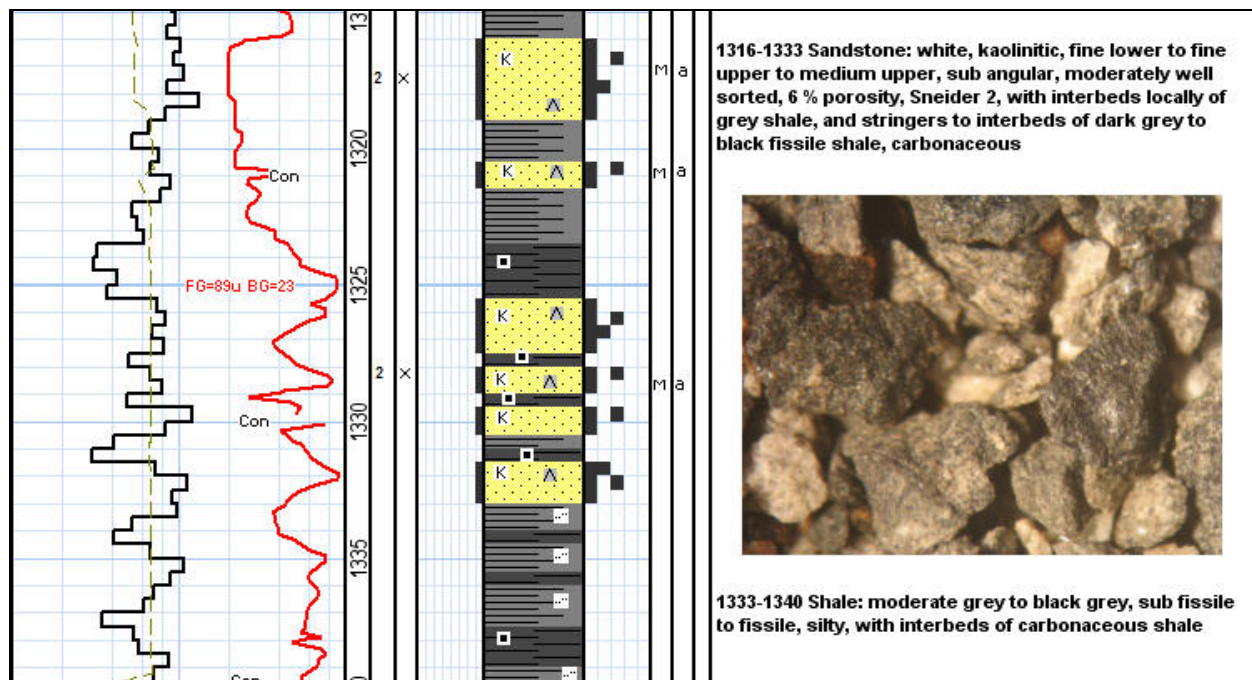 13
1316-1333 Sandstone: white, kaolinitic, fine lower to fine
upper to medium upper, sub angular, moderately well
sorted, 6 % porosity, Sneider 2, with interbeds locally of
grey shale, and stringers to interbeds of dark grey to
black fissile shale, carbonaceous
K
2 ×
M a
Λ
1320
K Λ
M a
Con
1325
FG=89u BG=23
K Λ
2 ×
K Λ
M a
1330
Con
K
K Λ
1335
1333-1340 Shale: moderate grey to black grey, sub fissile
to fissile, silty, with interbeds of carbonaceous shale
Con